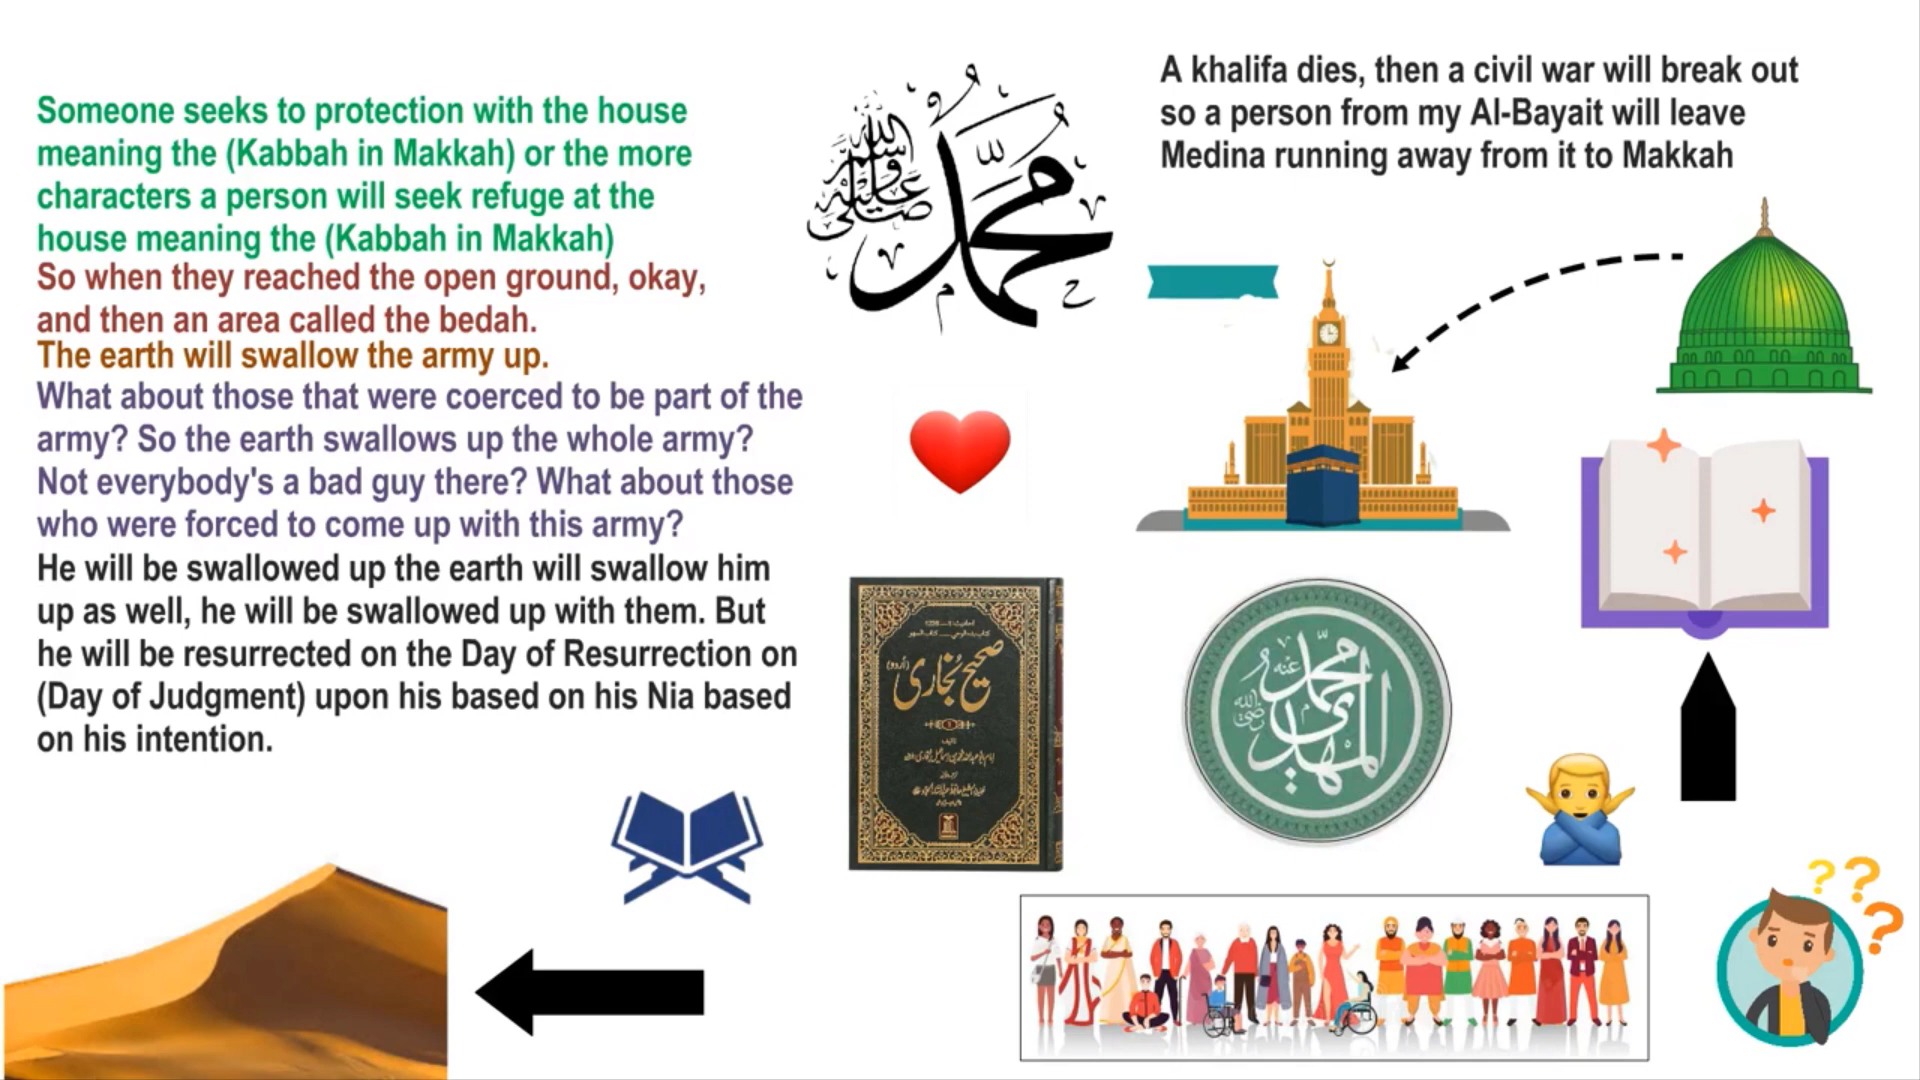 Someone seeks to protection with the house
meaning the (Kabbah in Makkah) or the more
characters a person will seek refuge at the
house meaning the (Kabbah in Makkah)
So when they reached the open ground, okay,
and then an area called the bedah.
The earth will swallow the army up.
What about those that were coerced to be part of the
army? So the earth swallows up the whole army?
Not everybody's a bad guy there? What about those
who were forced to come up with this army?
He will be swallowed up the earth will swallow him
up as well, he will be swallowed up with them. But
he will be resurrected on the Day of Resurrection on
(Day of Judgment) upon his based on his Nia based
on his intention.
محمد
صلى الله عليه وسلم
A khalifa dies, then a civil war will break out
so a person from my Al-Bayait will leave
Medina running away from it to Makkah
صحیح بخاری
(اردو)
محمد المهدي
???